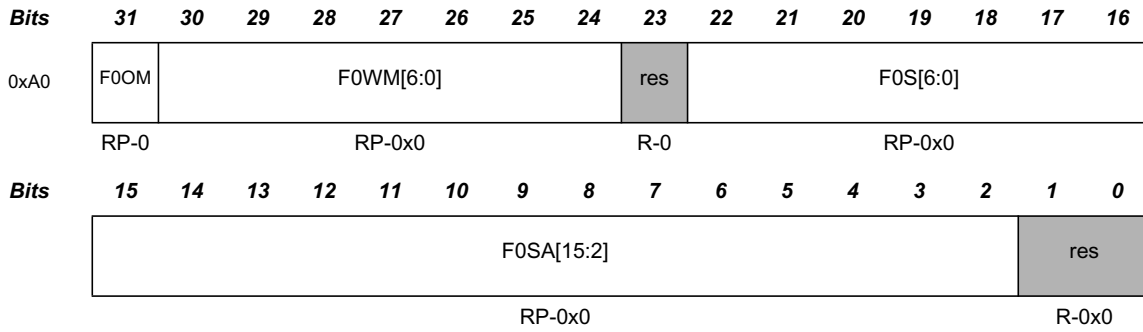 Bits 31 30 29 28 27 26 25 24 23 22 21 20 19 18 17 16
0xA0 F0OM F0WM[6:0] res F0S[6:0]
RP-0 RP-0x0 R-0 RP-0x0
Bits 15 14 13 12 11 10 9 8 7 6 5 4 3 2 1 0
F0SA[15:2] res
RP-0x0 R-0x0